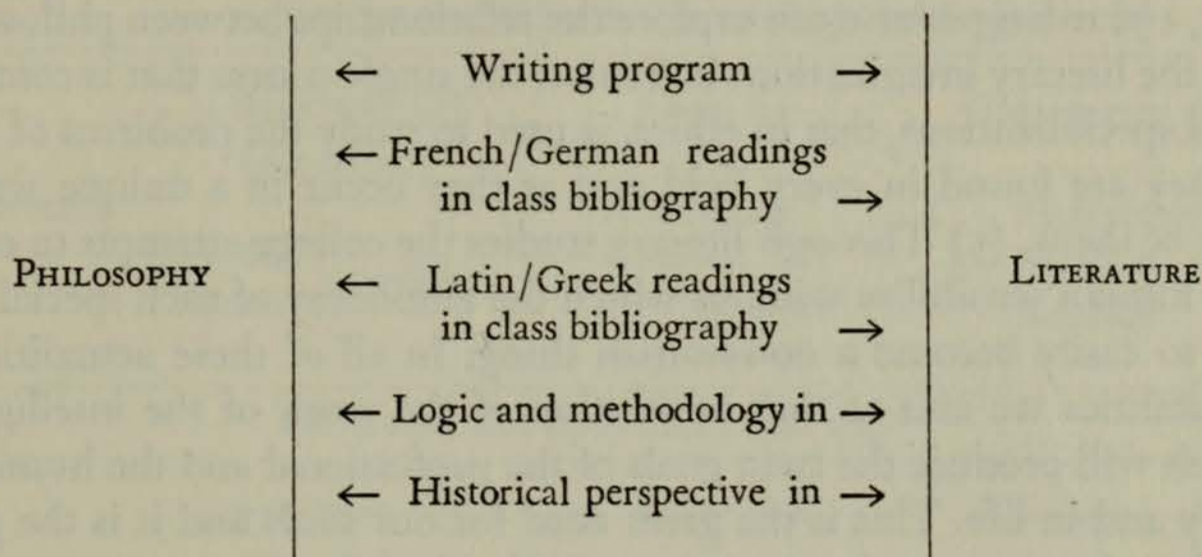 ← Writing program →
← French/German readings
in class bibliography →
PHILOSOPHY ← Latin/Greek readings LITERATURE
in class bibliography →
← Logic and methodology in →
← Historical perspective in →